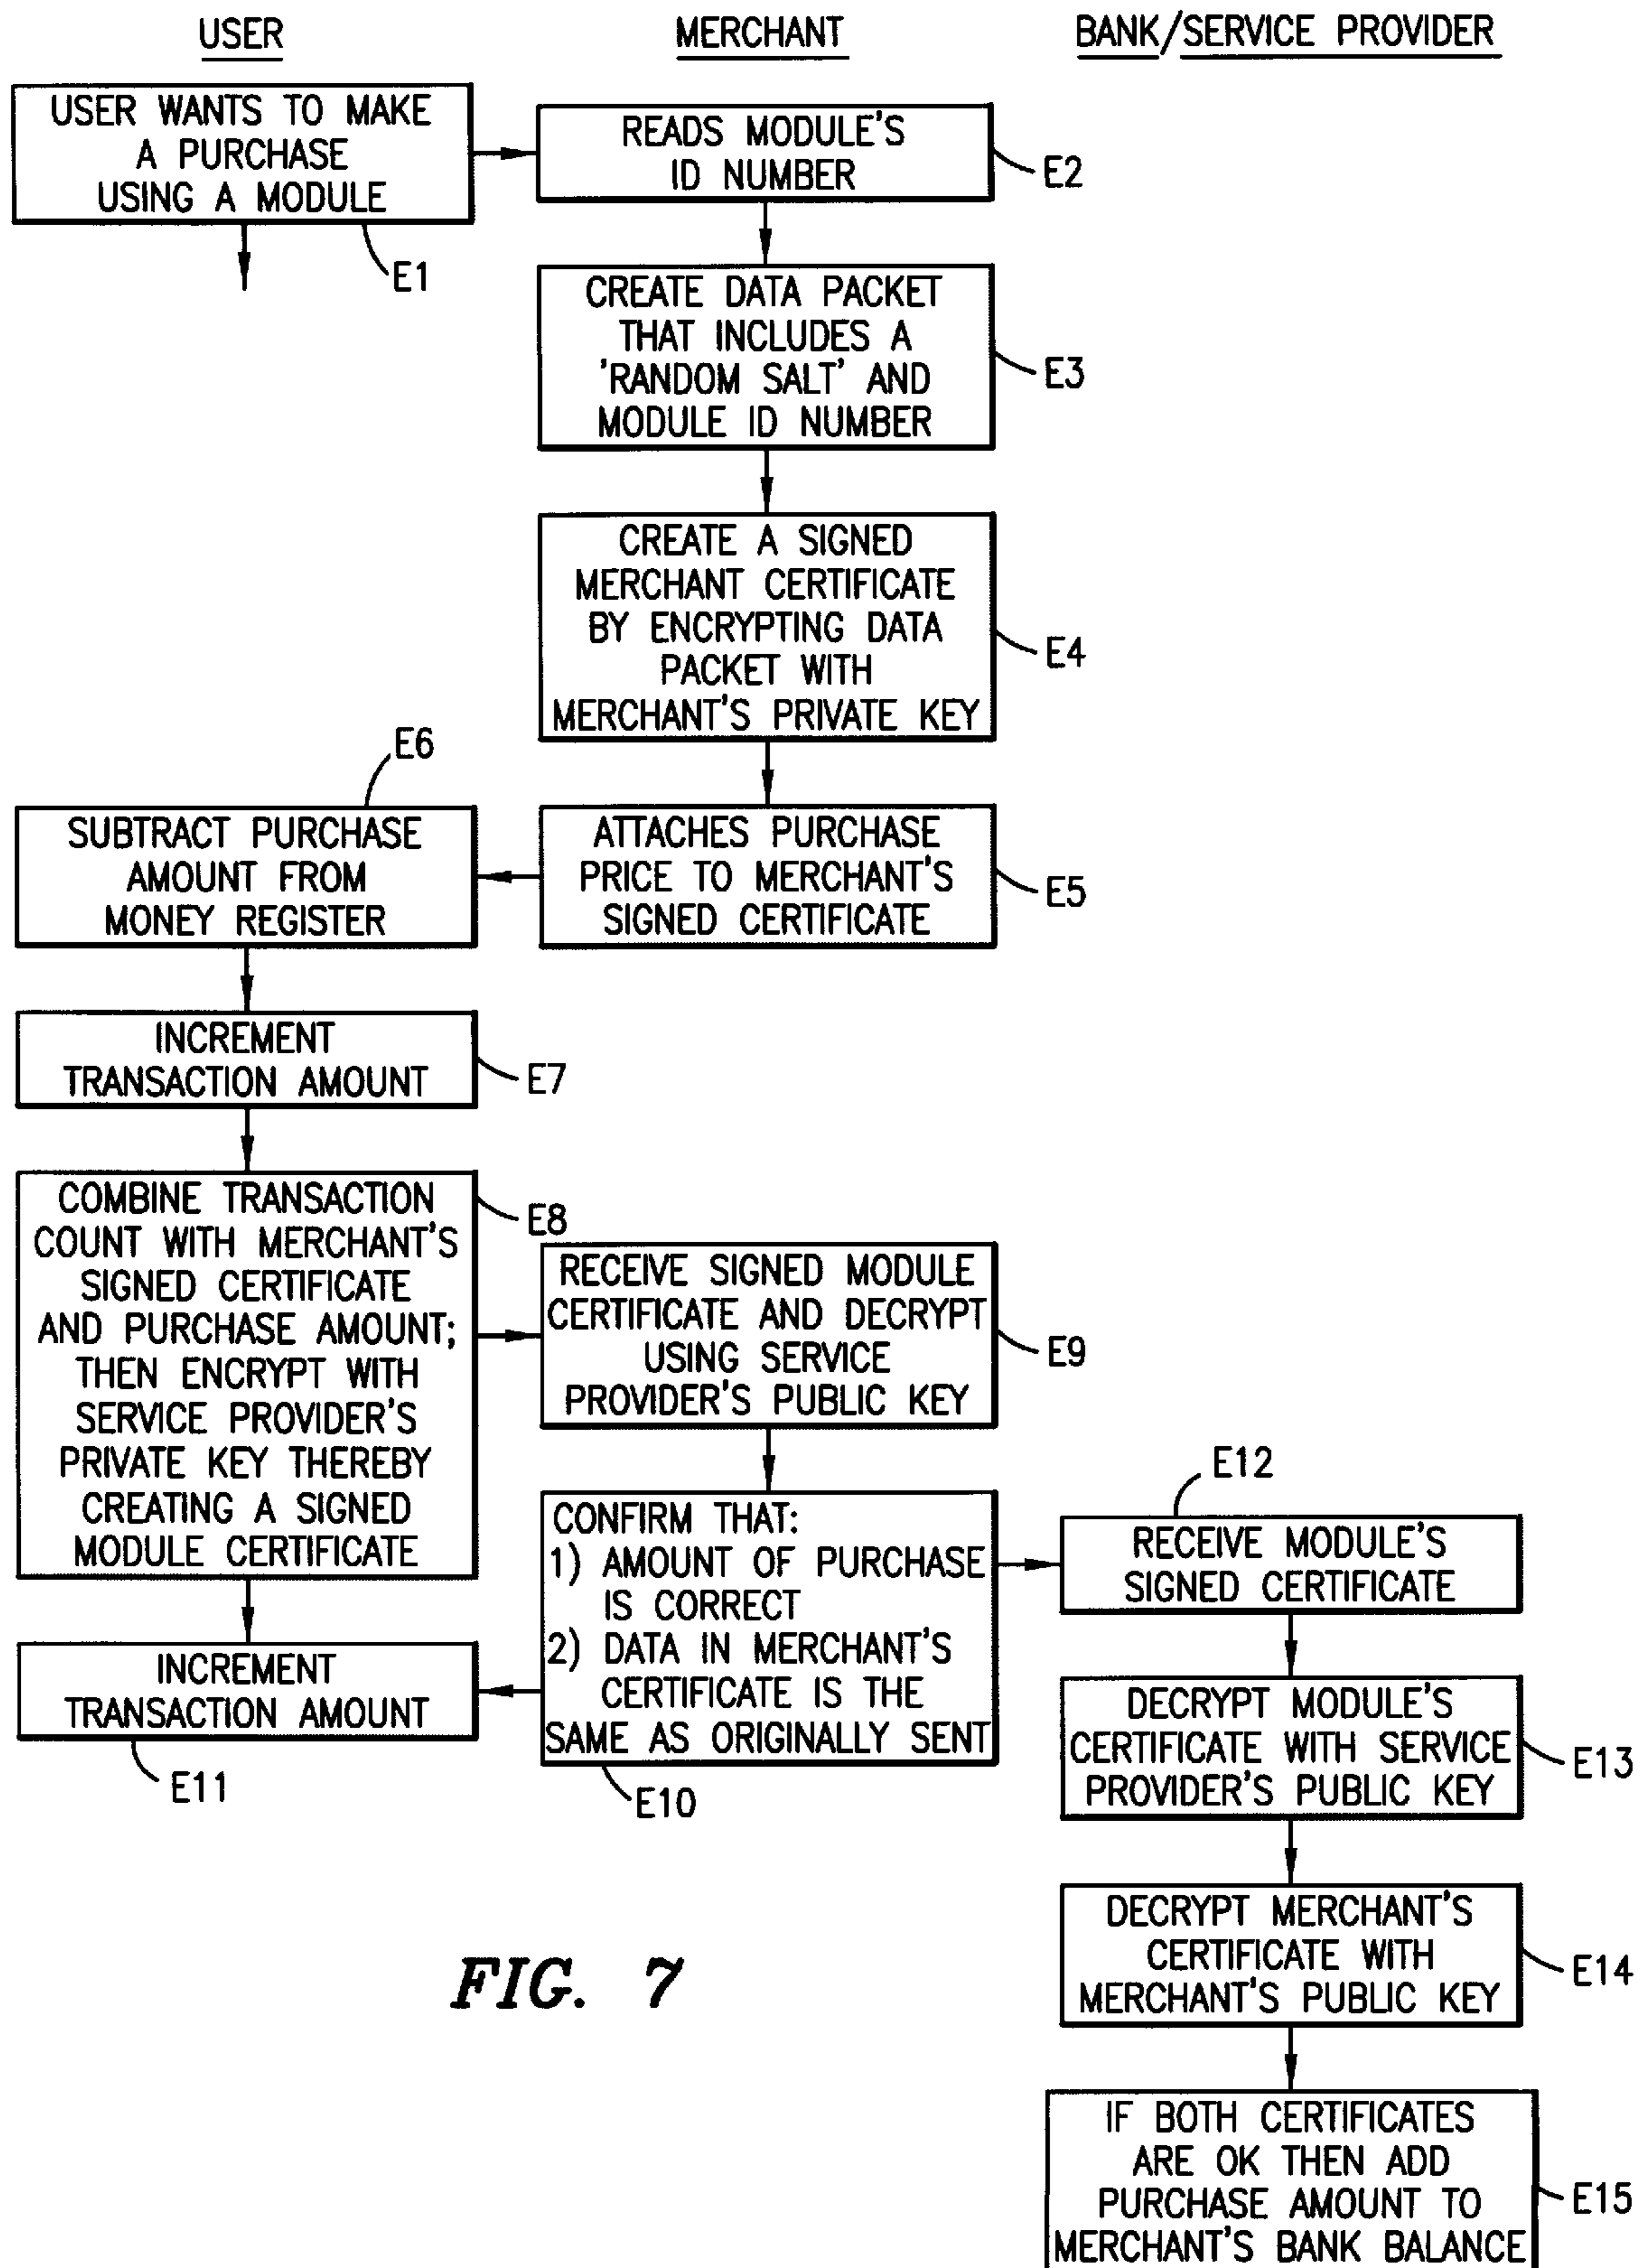 USER
MERCHANT
BANK/SERVICE PROVIDER
USER WANTS TO MAKE
A PURCHASE
USING A MODULE
E1
READS MODULE'S
ID NUMBER
E2
CREATE DATA PACKET
THAT INCLUDES A
'RANDOM SALT' AND
MODULE ID NUMBER
E3
CREATE A SIGNED
MERCHANT CERTIFICATE
BY ENCRYPTING DATA
PACKET WITH
MERCHANT'S PRIVATE KEY
E4
ATTACHES PURCHASE
PRICE TO MERCHANT'S
SIGNED CERTIFICATE
E5
E6
SUBTRACT PURCHASE
AMOUNT FROM
MONEY REGISTER
INCREMENT
TRANSACTION AMOUNT
E7
COMBINE TRANSACTION
COUNT WITH MERCHANT'S
SIGNED CERTIFICATE
AND PURCHASE AMOUNT;
THEN ENCRYPT WITH
SERVICE PROVIDER'S
PRIVATE KEY THEREBY
CREATING A SIGNED
MODULE CERTIFICATE
E8
RECEIVE SIGNED MODULE
CERTIFICATE AND DECRYPT
USING SERVICE
PROVIDER'S PUBLIC KEY
E9
CONFIRM THAT:
1) AMOUNT OF PURCHASE
IS CORRECT
2) DATA IN MERCHANT'S
CERTIFICATE IS THE
SAME AS ORIGINALLY SENT
E10
INCREMENT
TRANSACTION AMOUNT
E11
E12
RECEIVE MODULE'S
SIGNED CERTIFICATE
DECRYPT MODULE'S
CERTIFICATE WITH SERVICE
PROVIDER'S PUBLIC KEY
E13
DECRYPT MERCHANT'S
CERTIFICATE WITH
MERCHANT'S PUBLIC KEY
E14
IF BOTH CERTIFICATES
ARE OK THEN ADD
PURCHASE AMOUNT TO
MERCHANT'S BANK BALANCE
E15
FIG. 7